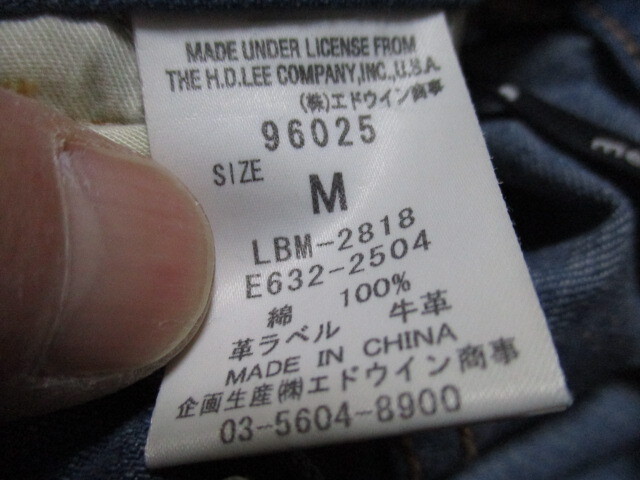 MADE UNDER LICENSE FROM
THE H.D.LEE COMPANY,INC.,U.S.A.
(株)エドウイン商事
96025
SIZE
M
LBM-2818
E632-2504
綿 100%
革ラベル 牛革
MADE IN CHINA
企画生産(株)エドウイン商事
03-5604-8900